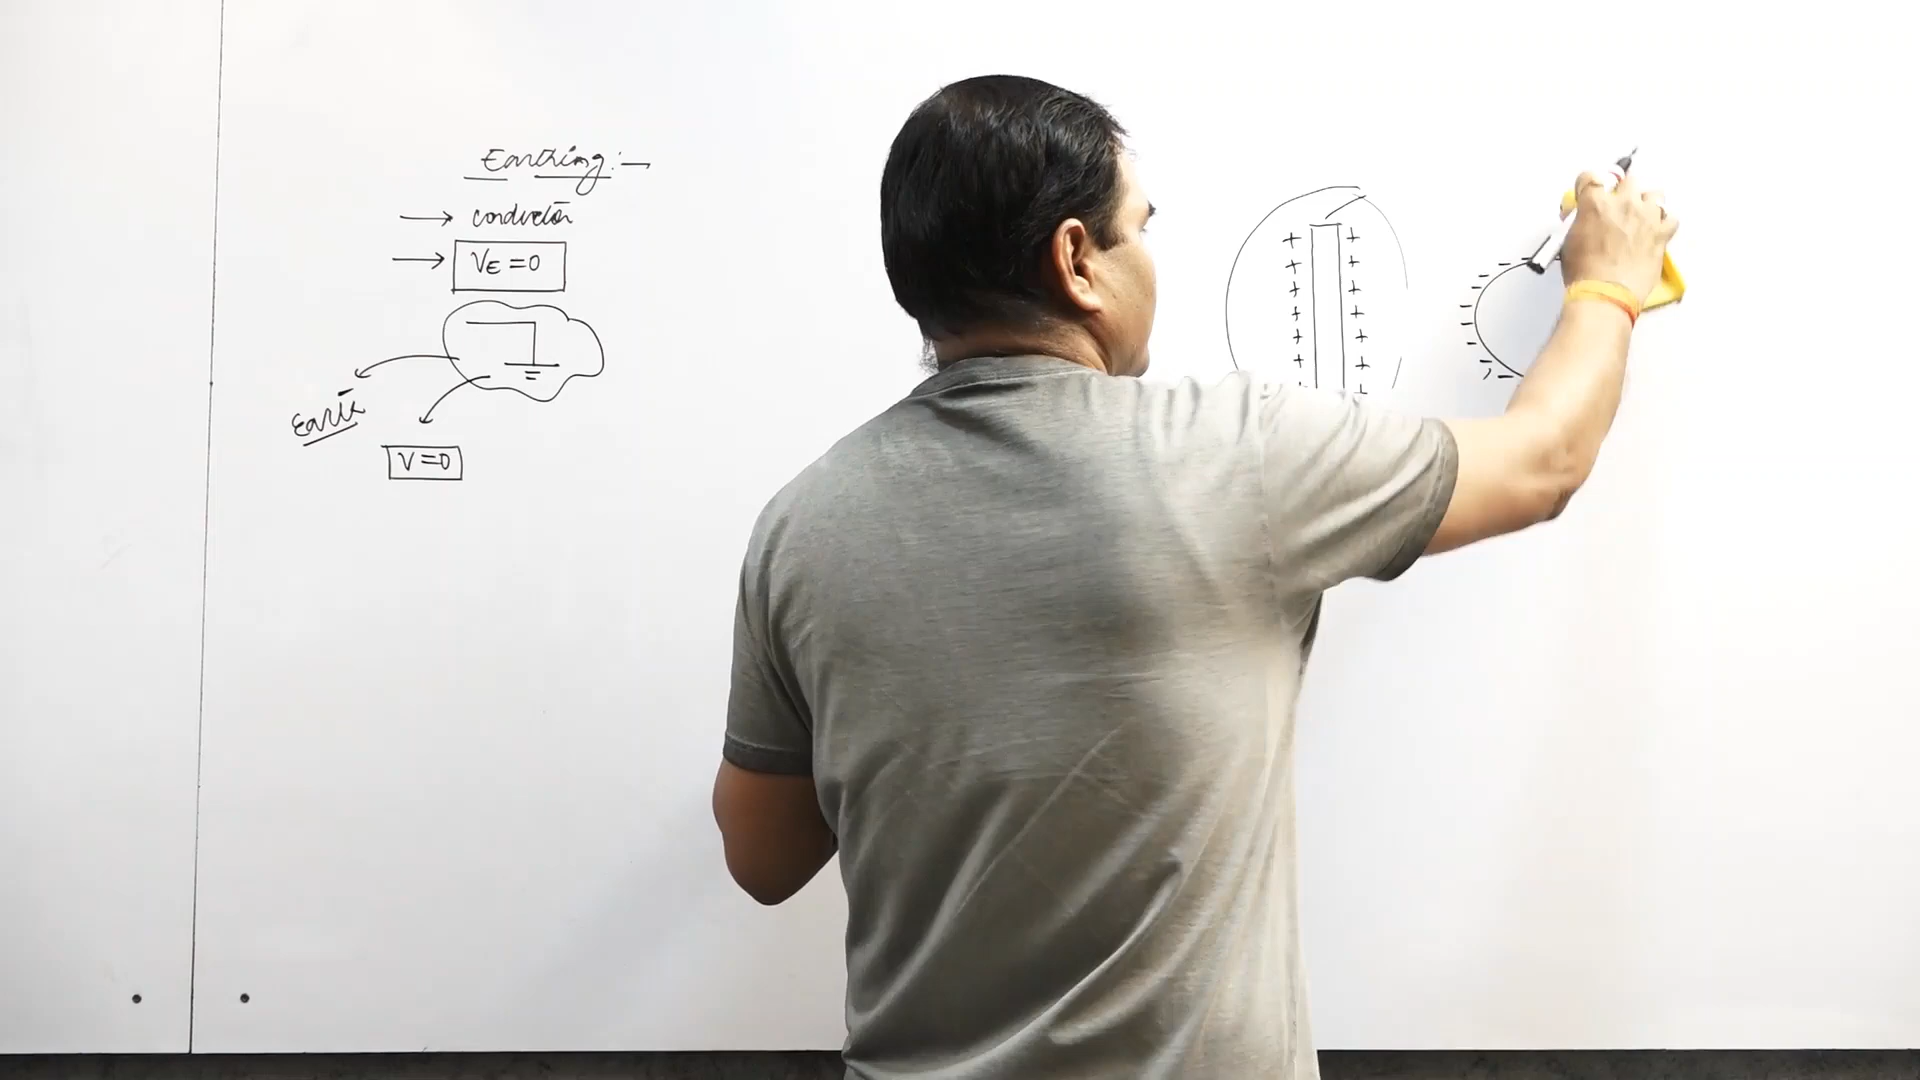 Earthing:-
→ conductor
→ VE = 0
Earth
V = 0
+ +
+ +
+ +
+ +
+ +
+ +
+ +